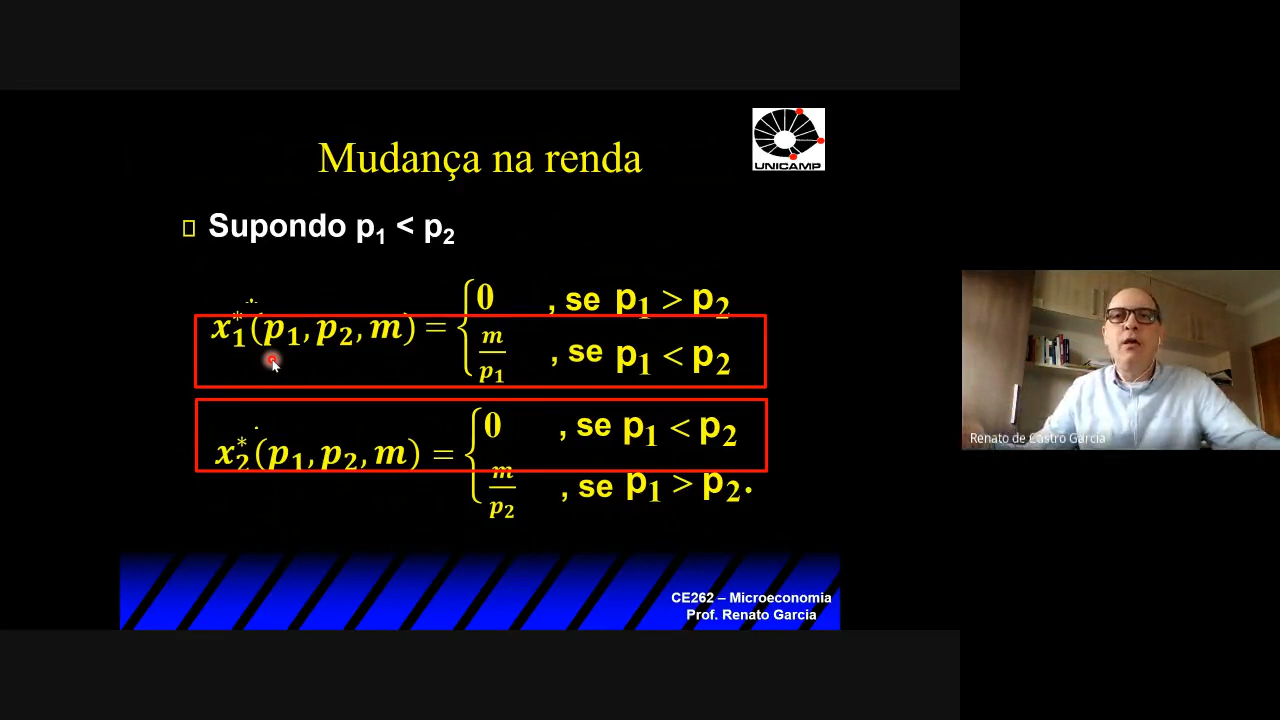 UNICAMP
Mudança na renda
Supondo p₁ < p₂
x₁*(p₁, p₂, m) = { 0 , se p₁ > p₂
m/p₁ , se p₁ < p₂
x₂*(p₁, p₂, m) = { 0 , se p₁ < p₂
m/p₂ , se p₁ > p₂.
Renato de Castro Garcia
CE262 – Microeconomia
Prof. Renato Garcia